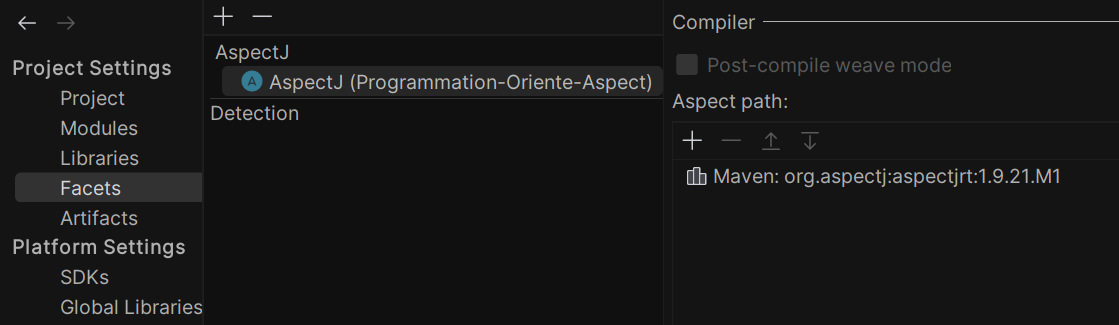 Project Settings
Project
Modules
Libraries
Facets
Artifacts
Platform Settings
SDKs
Global Libraries
AspectJ
A AspectJ (Programmation-Oriente-Aspect)
Detection
Compiler
Post-compile weave mode
Aspect path:
Maven: org.aspectj:aspectjrt:1.9.21.M1